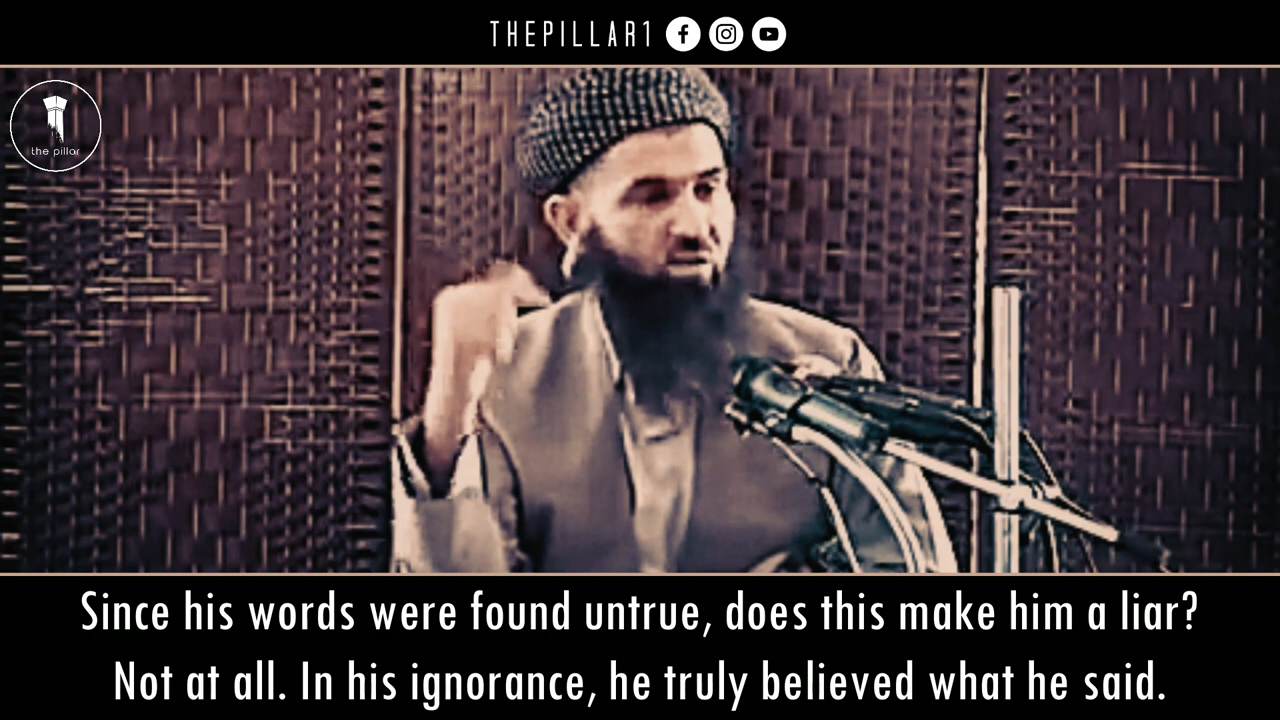 THEPILLAR1
the pillar
Since his words were found untrue, does this make him a liar?
Not at all. In his ignorance, he truly believed what he said.